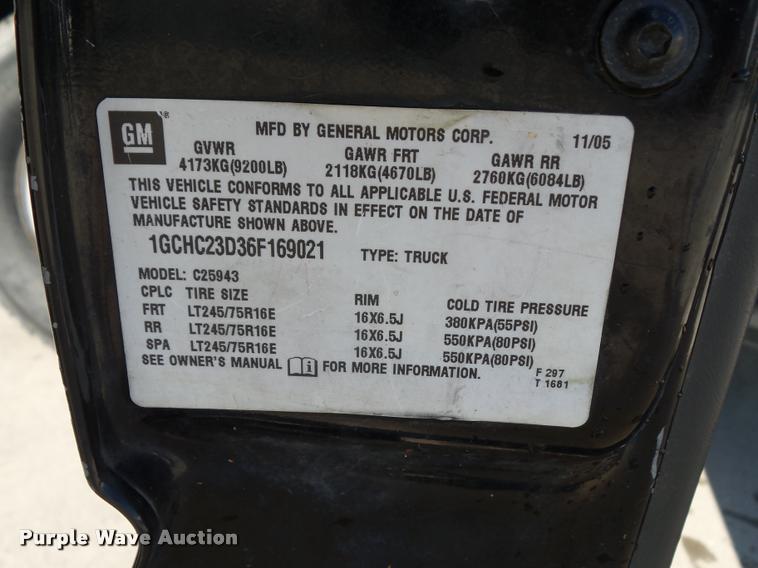 GM®
MFD BY GENERAL MOTORS CORP. 11/05
GVWR GAWR FRT GAWR RR
4173KG(9200LB) 2118KG(4670LB) 2760KG(6084LB)
THIS VEHICLE CONFORMS TO ALL APPLICABLE U.S. FEDERAL MOTOR
VEHICLE SAFETY STANDARDS IN EFFECT ON THE DATE OF
MANUFACTURE SHOWN ABOVE.
1GCHC23D36F169021 TYPE: TRUCK
MODEL: C25943
CPLC TIRE SIZE RIM COLD TIRE PRESSURE
FRT LT245/75R16E 16X6.5J 380KPA(55PSI)
RR LT245/75R16E 16X6.5J 550KPA(80PSI)
SPA LT245/75R16E 16X6.5J 550KPA(80PSI)
SEE OWNER'S MANUAL i FOR MORE INFORMATION.
F 297
T 1681
Purple Wave Auction